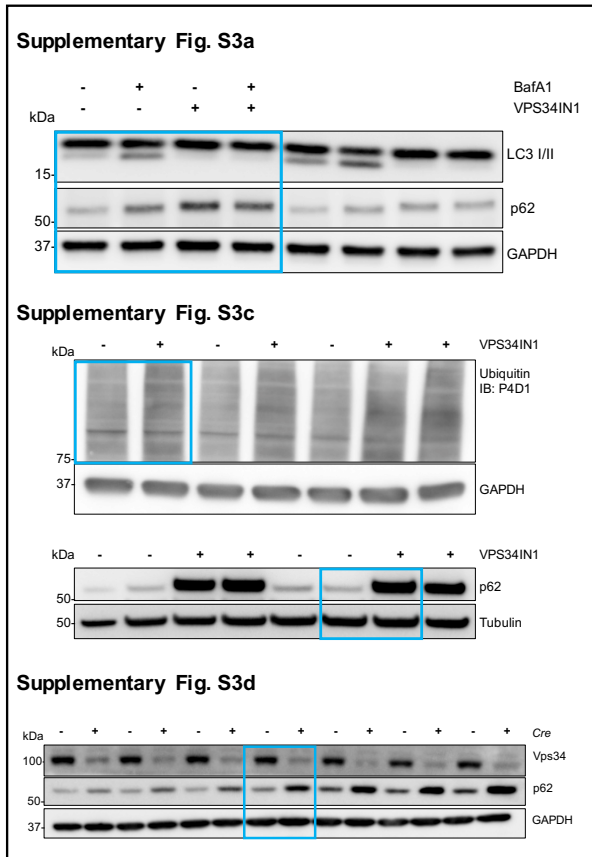 Supplementary Fig. S3a
- + - + BafA1
- - + + VPS34IN1
kDa
LC3 I/II
15-
p62
50-
37-
GAPDH
Supplementary Fig. S3c
- + - + - + + VPS34IN1
kDa
Ubiquitin
IB: P4D1
75-
37-
GAPDH
kDa - - + + - - + + VPS34IN1
p62
50-
50- Tubulin
Supplementary Fig. S3d
- + - + - + - + - + - + - + Cre
kDa
100- Vps34
p62
50-
37- GAPDH